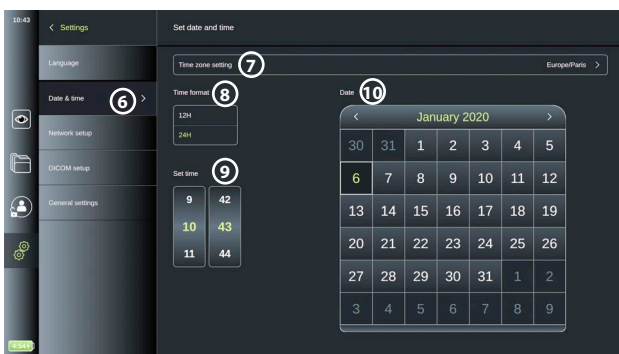 10:43
< Settings
Set date and time
Language
Time zone setting
7
Europe/Paris >
Date & time
6
>
Time format
8
Date
10
12H
24H
< January 2020 >
Network setup
30 31 1 2 3 4 5
DICOM setup
Set time
9
6 7 8 9 10 11 12
General settings
9 42
13 14 15 16 17 18 19
10 43
20 21 22 23 24 25 26
11 44
27 28 29 30 31 1 2
3 4 5 6 7 8 9
4:54